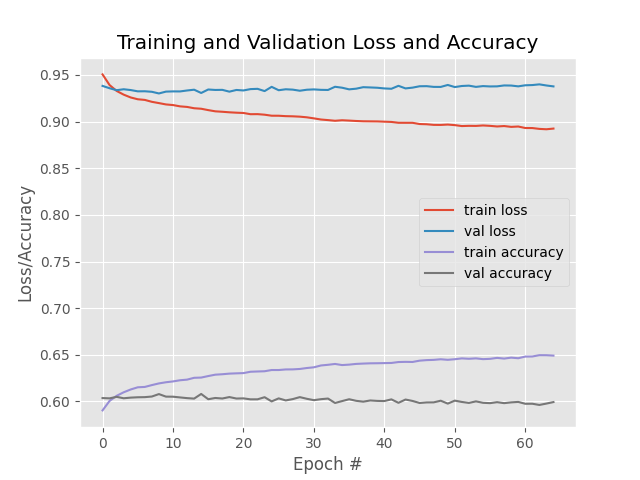 Training and Validation Loss and Accuracy
Loss/Accuracy
0.95
0.90
0.85
0.80
0.75
0.70
0.65
0.60
train loss
val loss
train accuracy
val accuracy
0 10 20 30 40 50 60
Epoch #